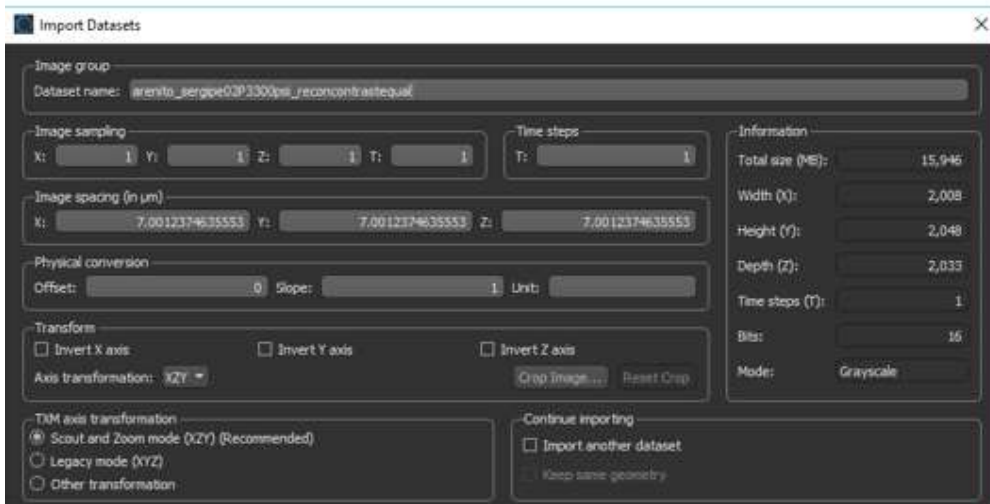 Import Datasets
Image group
Dataset name: arenito_sergipe02P3300psi_reconcontrastequal
Image sampling
X: 1 Y: 1 Z: 1 T: 1
Time steps
T: 1
Information
Total size (MB): 15,946
Width (X): 2,008
Height (Y): 2,048
Depth (Z): 2,033
Time steps (T): 1
Bits: 16
Mode: Grayscale
Image spacing (in µm)
X: 7.0012374635553 Y: 7.0012374635553 Z: 7.0012374635553
Physical conversion
Offset: 0 Slope: 1 Unit:
Transform
Invert X axis Invert Y axis Invert Z axis
Axis transformation: XZY Crop Image... Reset Crop
TXM axis transformation
Scout and Zoom mode (XZY) (Recommended)
Legacy mode (XYZ)
Other transformation
Continue importing
Import another dataset
Keep same geometry